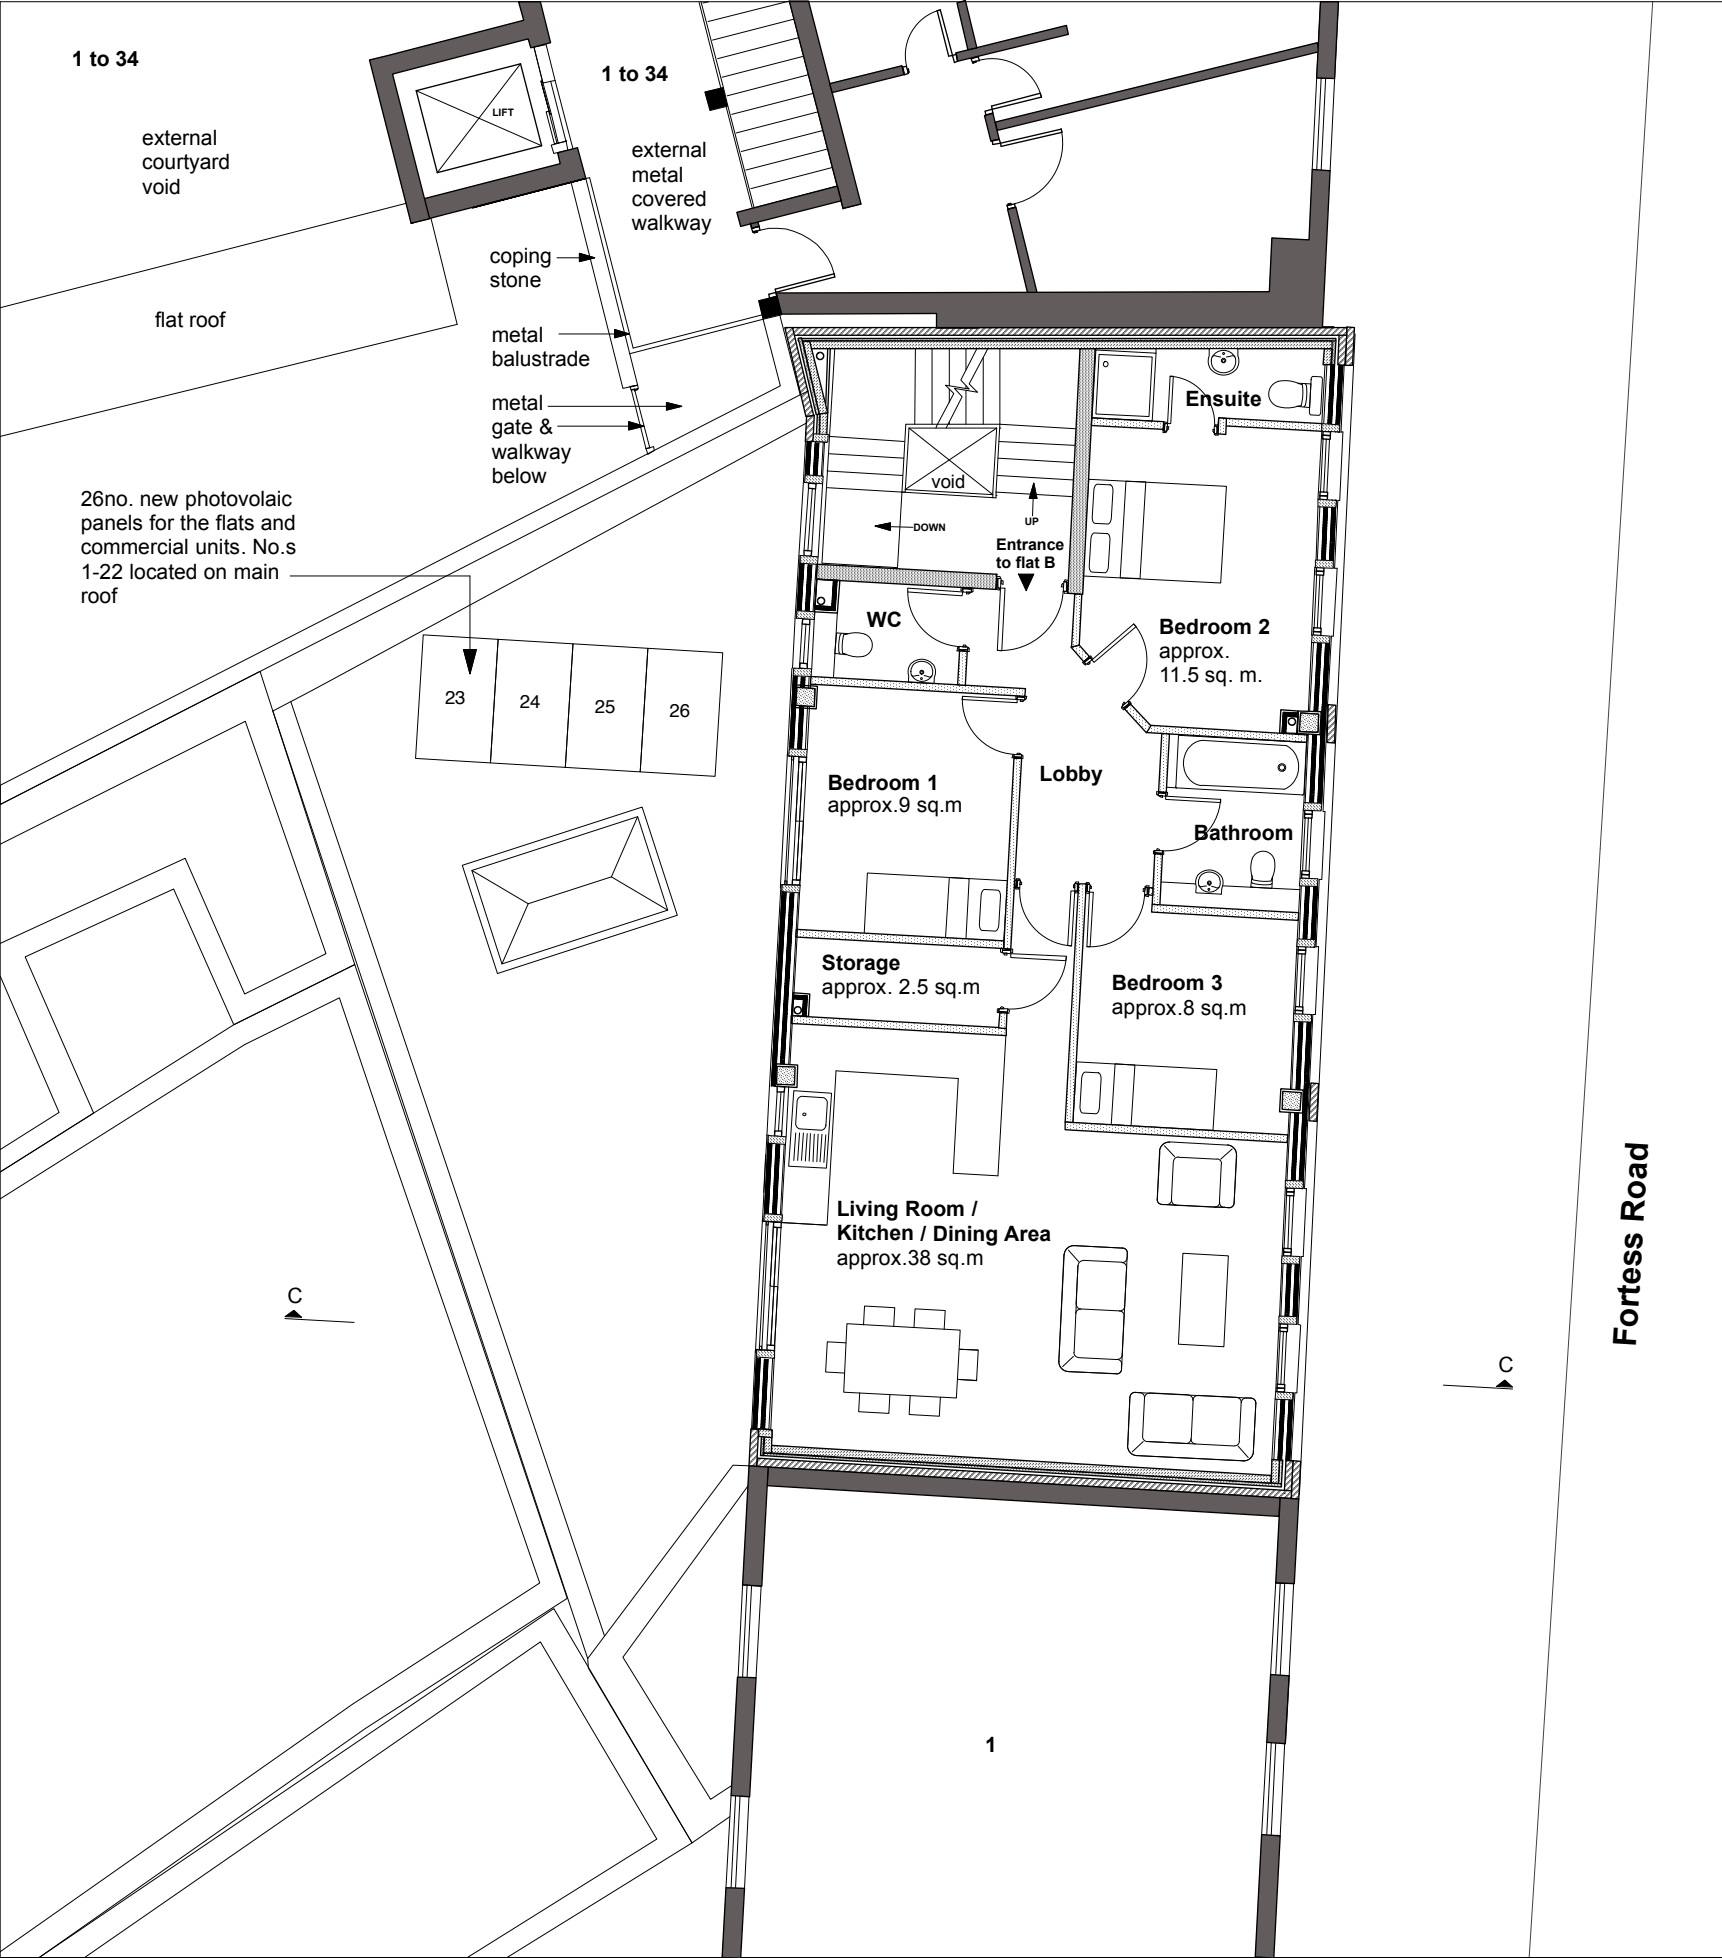 1 to 34
external
courtyard
void
LIFT
1 to 34
external
metal
covered
walkway
coping
stone
flat roof
metal
balustrade
metal
gate &
walkway
below
26no. new photovolaic
panels for the flats and
commercial units. No.s
1-22 located on main
roof
23
24
25
26
Ensuite
void
DOWN
UP
Entrance
to flat B
WC
Bedroom 2
approx.
11.5 sq. m.
Bedroom 1
approx.9 sq.m
Lobby
Bathroom
Storage
approx. 2.5 sq.m
Bedroom 3
approx.8 sq.m
Living Room /
Kitchen / Dining Area
approx.38 sq.m
Fortess Road
C
C
1